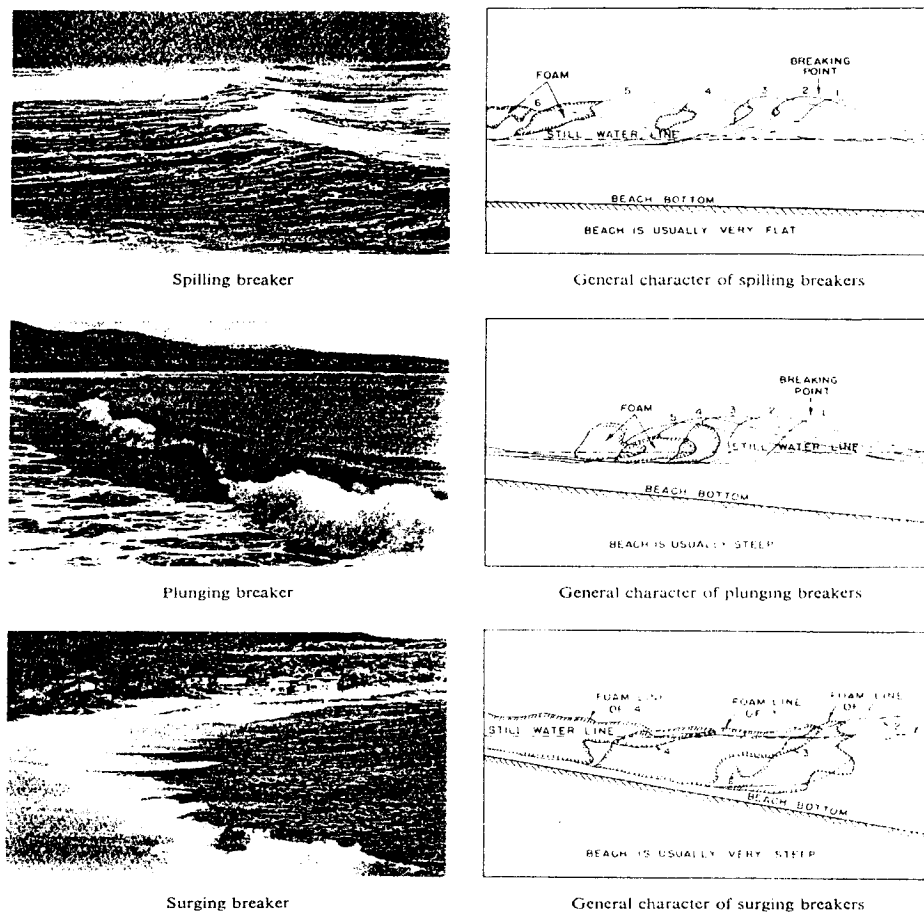 BREAKING
POINT
FOAM
5 4 3 2 1
6
STILL WATER LINE
BEACH BOTTOM
BEACH IS USUALLY VERY FLAT
Spilling breaker
General character of spilling breakers
BREAKING
POINT
FOAM 5 4 3 2 1
STILL WATER LINE
BEACH BOTTOM
BEACH IS USUALLY STEEP
Plunging breaker
General character of plunging breakers
FOAM LINE
OF 4
FOAM LINE
OF
FOAM LINE
OF
STILL WATER LINE
4
3
BEACH BOTTOM
BEACH IS USUALLY VERY STEEP
Surging breaker
General character of surging breakers